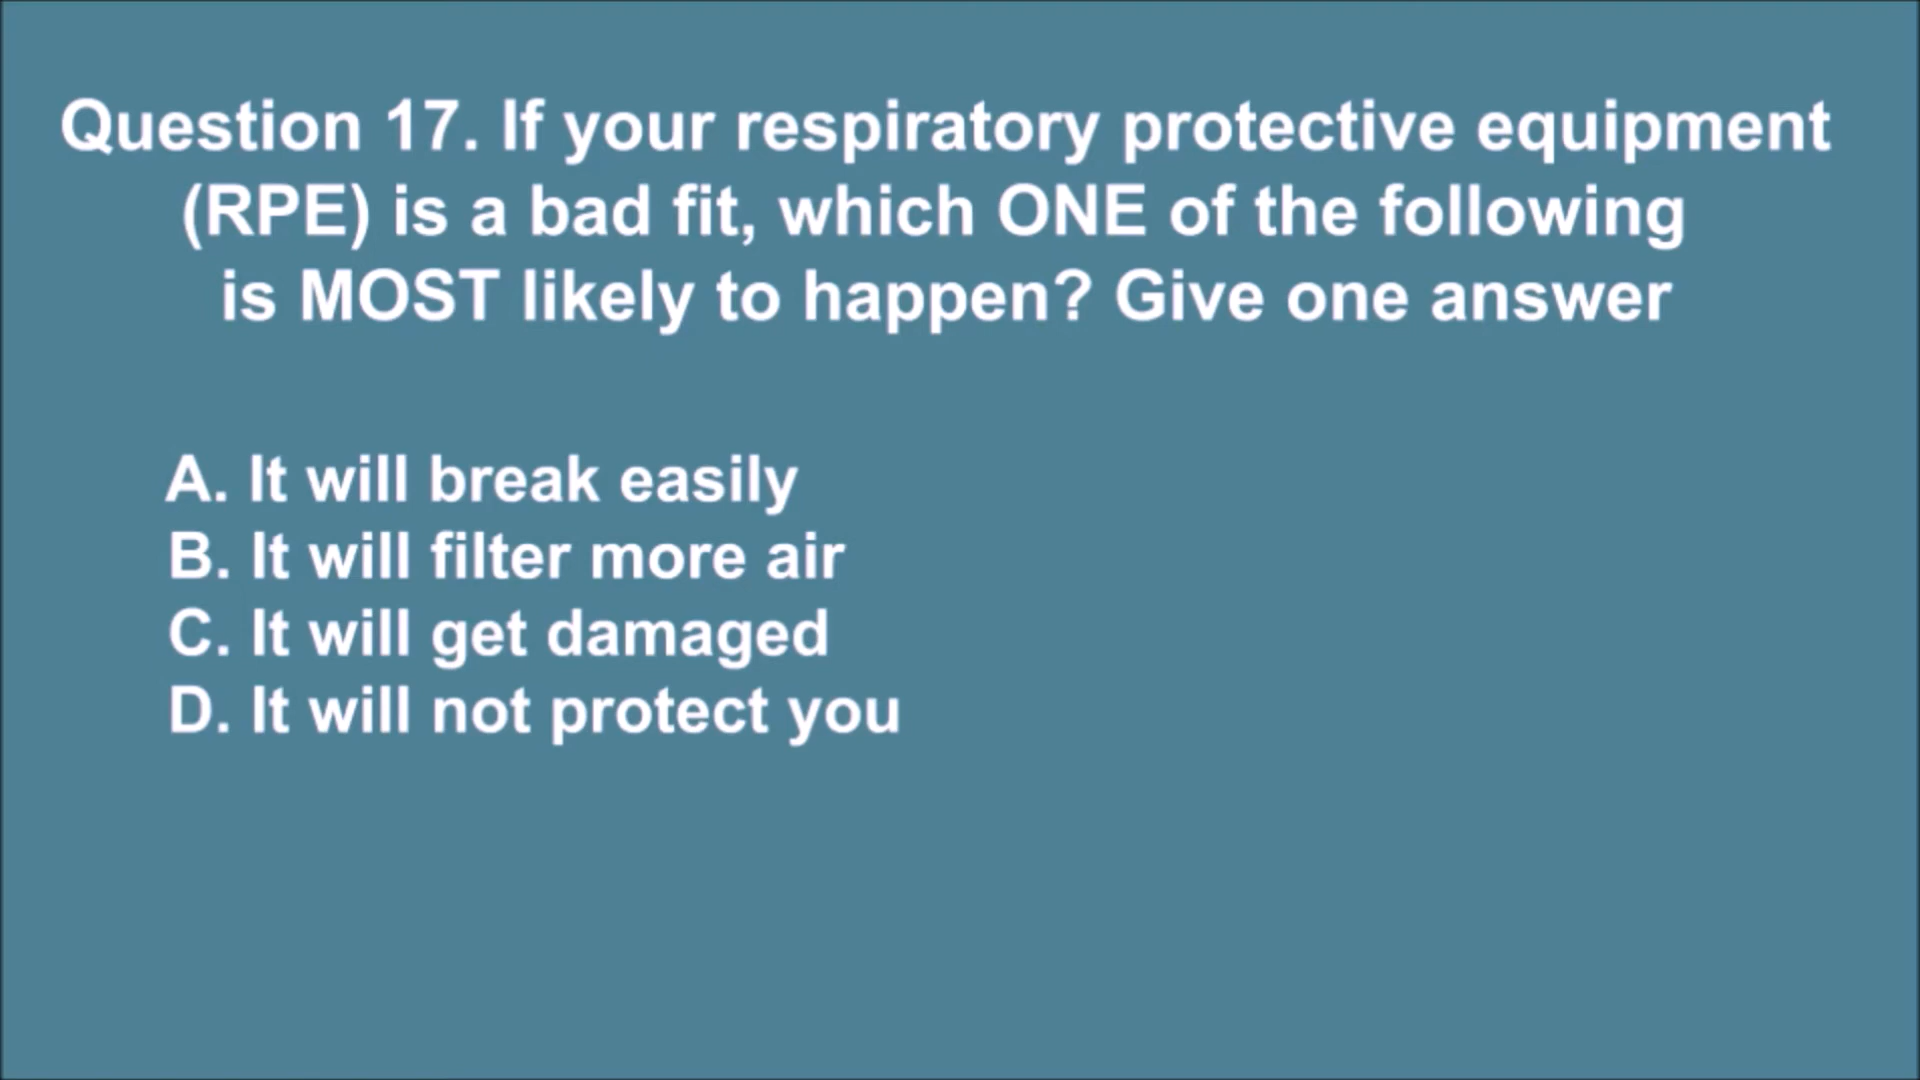 Question 17. If your respiratory protective equipment
(RPE) is a bad fit, which ONE of the following
is MOST likely to happen? Give one answer
A. It will break easily
B. It will filter more air
C. It will get damaged
D. It will not protect you